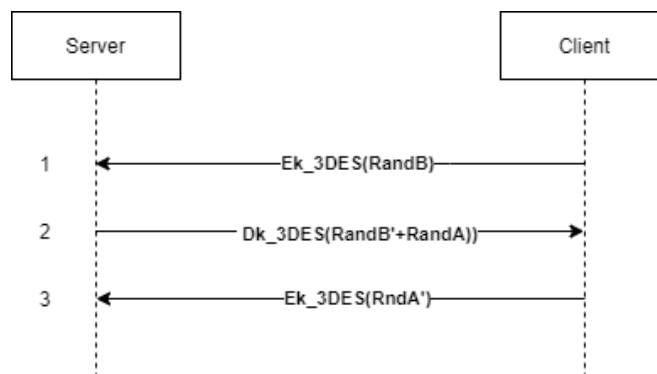 Server
Client
1
Ek_3DES(RandB)
2
Dk_3DES(RandB'+RandA))
3
Ek_3DES(RndA')